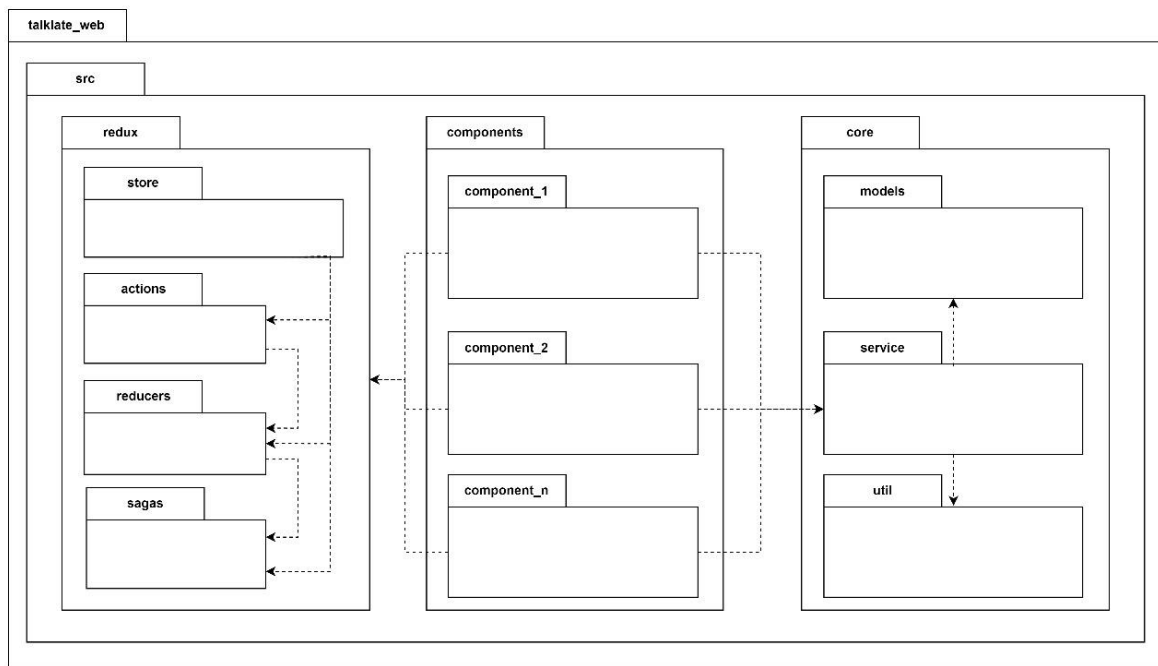 talklate_web
src
redux
components
core
store
component_1
models
actions
component_2
service
reducers
component_n
util
sagas